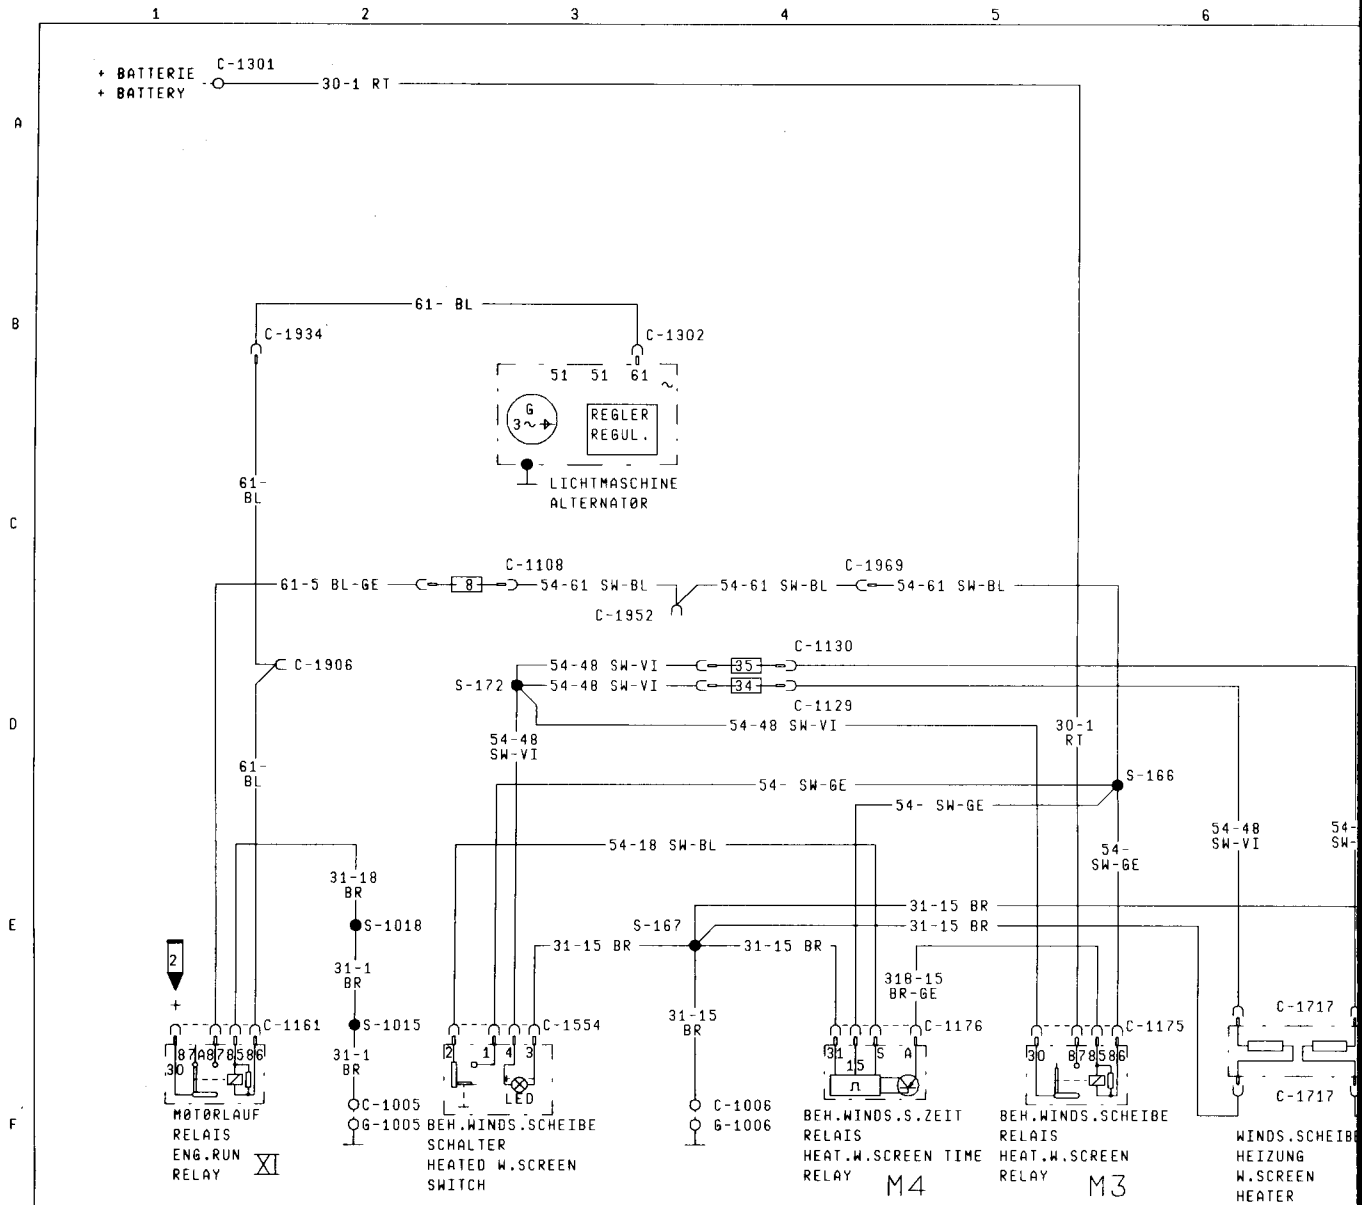 1 2 3 4 5 6
C-1301
+ BATTERIE
+ BATTERY
30-1 RT
A
61- BL
B
C-1934
C-1302
51 51 61
~
G
3~
REGLER
REGUL.
LICHTMASCHINE
ALTERNATØR
61-
BL
C
C-1108
C-1969
61-5 BL-GE
8
54-61 SW-BL
54-61 SW-BL
54-61 SW-BL
C-1952
C-1130
C-1906
54-48 SW-VI
35
S-172
54-48 SW-VI
34
C-1129
D
54-48 SW-VI
30-1
RT
54-48
SW-VI
61-
BL
S-166
54- SW-GE
54- SW-GE
54-48
SW-VI
54-
SW-
54-18 SW-BL
54-
SW-GE
31-18
BR
31-15 BR
E
S-1018
S-167
31-15 BR
31-15 BR
31-15 BR
2
31-1
BR
318-15
BR-GE
+
31-15
BR
C-1717
C-1161
S-1015
C-1554
C-1176
C-1175
87A878586
30
31-1
BR
2 1 4 3
LED
31 S A
15
30 878586
C-1717
C-1005
G-1005
C-1006
G-1006
F
MØTØRLAUF
RELAIS
ENG.RUN
RELAY
XI
BEH.WINDS.SCHEIBE
SCHALTER
HEATED W.SCREEN
SWITCH
BEH.WINDS.S.ZEIT
RELAIS
HEAT.W.SCREEN TIME
RELAY
M4
BEH.WINDS.SCHEIBE
RELAIS
HEAT.W.SCREEN
RELAY
M3
WINDS.SCHEIBE
HEIZUNG
W.SCREEN
HEATER